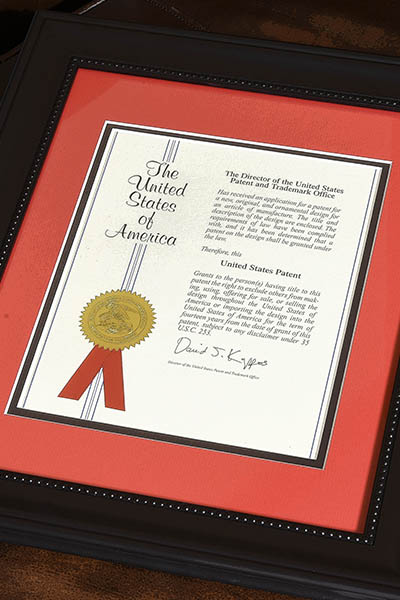 The
United
States
of
America
The Director of the United States
Patent and Trademark Office
Has received an application for a patent for
a new, original, and ornamental design for
an article of manufacture. The title and
description of the design are enclosed. The
requirements of law have been complied
with, and it has been determined that a
patent on the design shall be granted under
the law.
Therefore, this
United States Patent
Grants to the person(s) having title to this
patent the right to exclude others from mak-
ing, using, offering for sale, or selling the
design throughout the United States of
America or importing the design into the
United States of America for the term of
fourteen years from the date of grant of this
patent, subject to any disclaimer under 35
U.S.C. 253.
David J. Kappos
Director of the United States Patent and Trademark Office